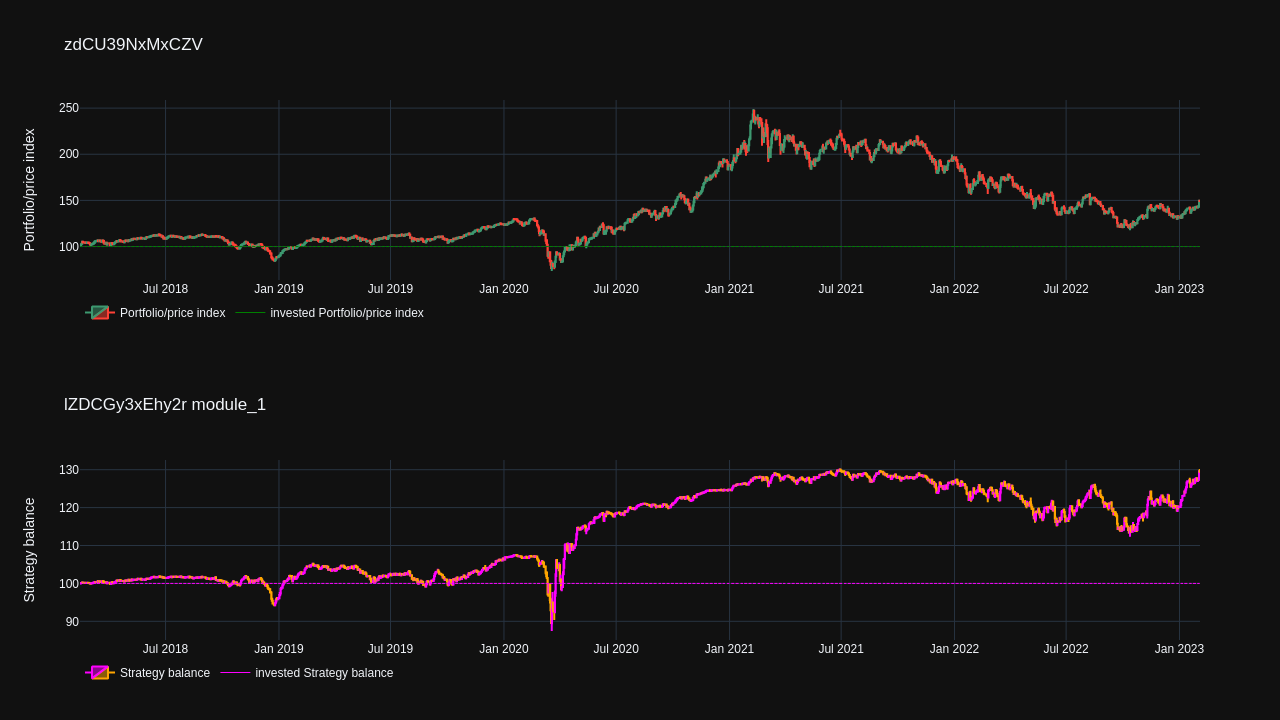 zdCU39NxMxCZV
Portfolio/price index
250
200
150
100
Jul 2018 Jan 2019 Jul 2019 Jan 2020 Jul 2020 Jan 2021 Jul 2021 Jan 2022 Jul 2022 Jan 2023
Portfolio/price index invested Portfolio/price index
lZDCGy3xEhy2r module_1
Strategy balance
130
120
110
100
90
Jul 2018 Jan 2019 Jul 2019 Jan 2020 Jul 2020 Jan 2021 Jul 2021 Jan 2022 Jul 2022 Jan 2023
Strategy balance invested Strategy balance